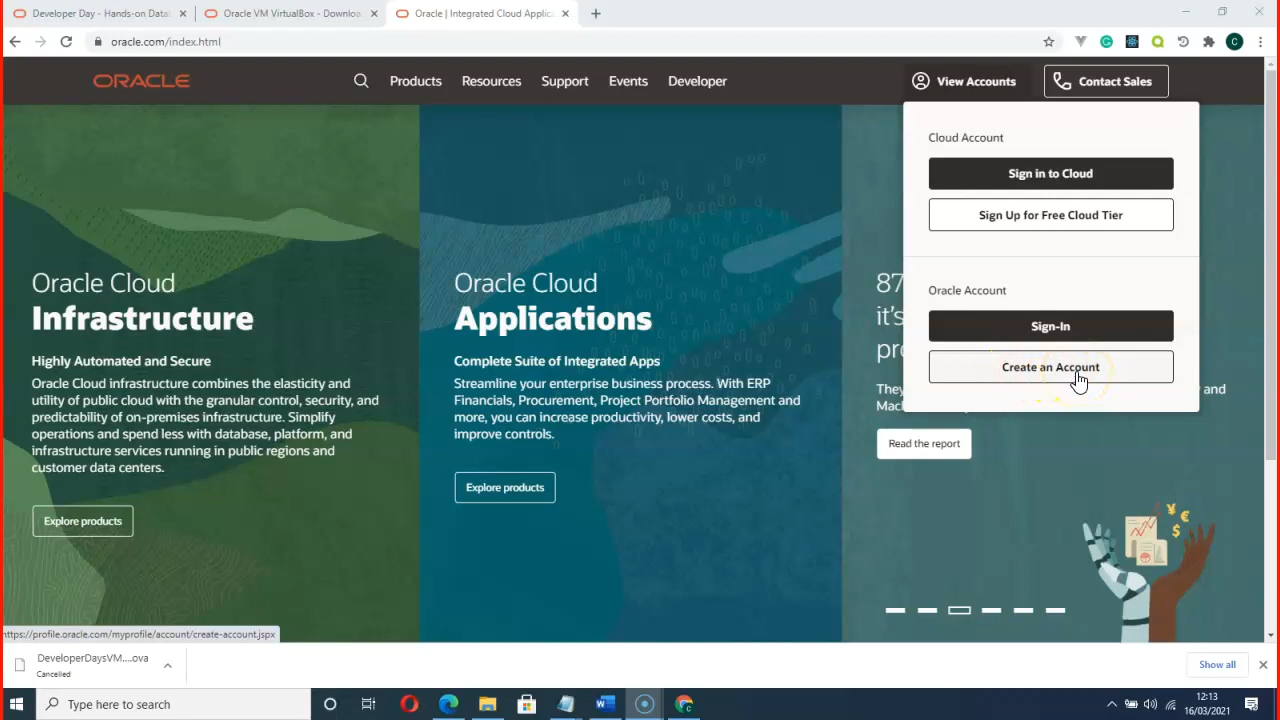 Developer Day - Hands-on Datab
Oracle VM VirtualBox - Downloa
Oracle | Integrated Cloud Applica
oracle.com/index.html
C
ORACLE
Products
Resources
Support
Events
Developer
View Accounts
Contact Sales
Cloud Account
Sign in to Cloud
Sign Up for Free Cloud Tier
Oracle Account
Sign-In
Create an Account
Oracle Cloud
Infrastructure
Highly Automated and Secure
Oracle Cloud infrastructure combines the elasticity and
utility of public cloud with the granular control, security, and
predictability of on-premises infrastructure. Simplify
operations and spend less with database, platform, and
infrastructure services running in public regions and
customer data centers.
Explore products
Oracle Cloud
Applications
Complete Suite of Integrated Apps
Streamline your enterprise business process. With ERP
Financials, Procurement, Project Portfolio Management and
more, you can increase productivity, lower costs, and
improve controls.
Explore products
87
it's
pro
They
and
Mac
Read the report
¥
€
$
https://profile.oracle.com/myprofile/account/create-account.jspx
DeveloperDaysVM....ova
Cancelled
Show all
Type here to search
12:13
16/03/2021